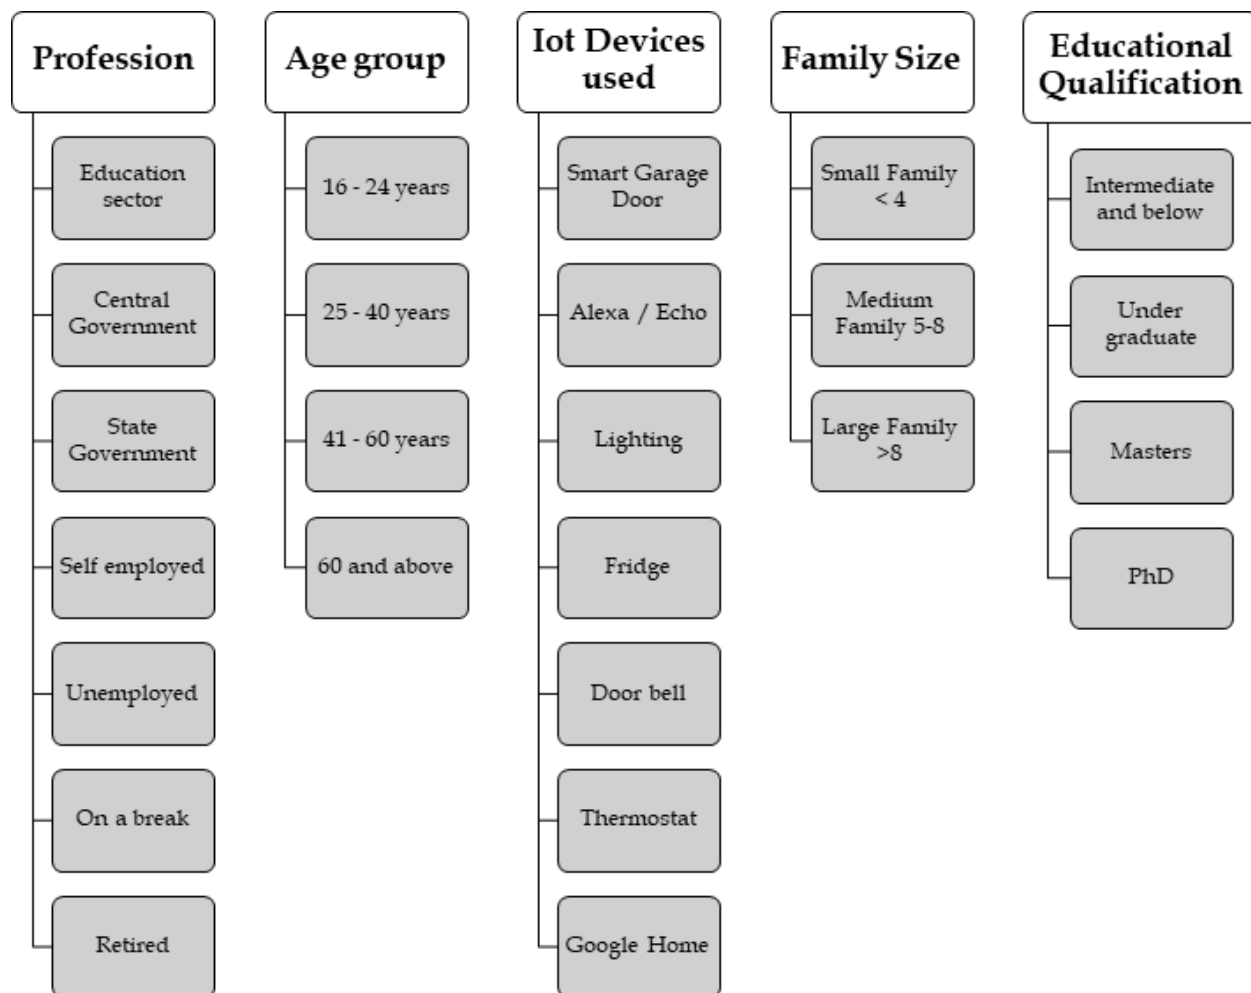 Profession
Education
sector
Central
Government
State
Government
Self employed
Unemployed
On a break
Retired
Age group
16 - 24 years
25 - 40 years
41 - 60 years
60 and above
Iot Devices
used
Smart Garage
Door
Alexa / Echo
Lighting
Fridge
Door bell
Thermostat
Google Home
Family Size
Small Family
< 4
Medium
Family 5-8
Large Family
>8
Educational
Qualification
Intermediate
and below
Under
graduate
Masters
PhD